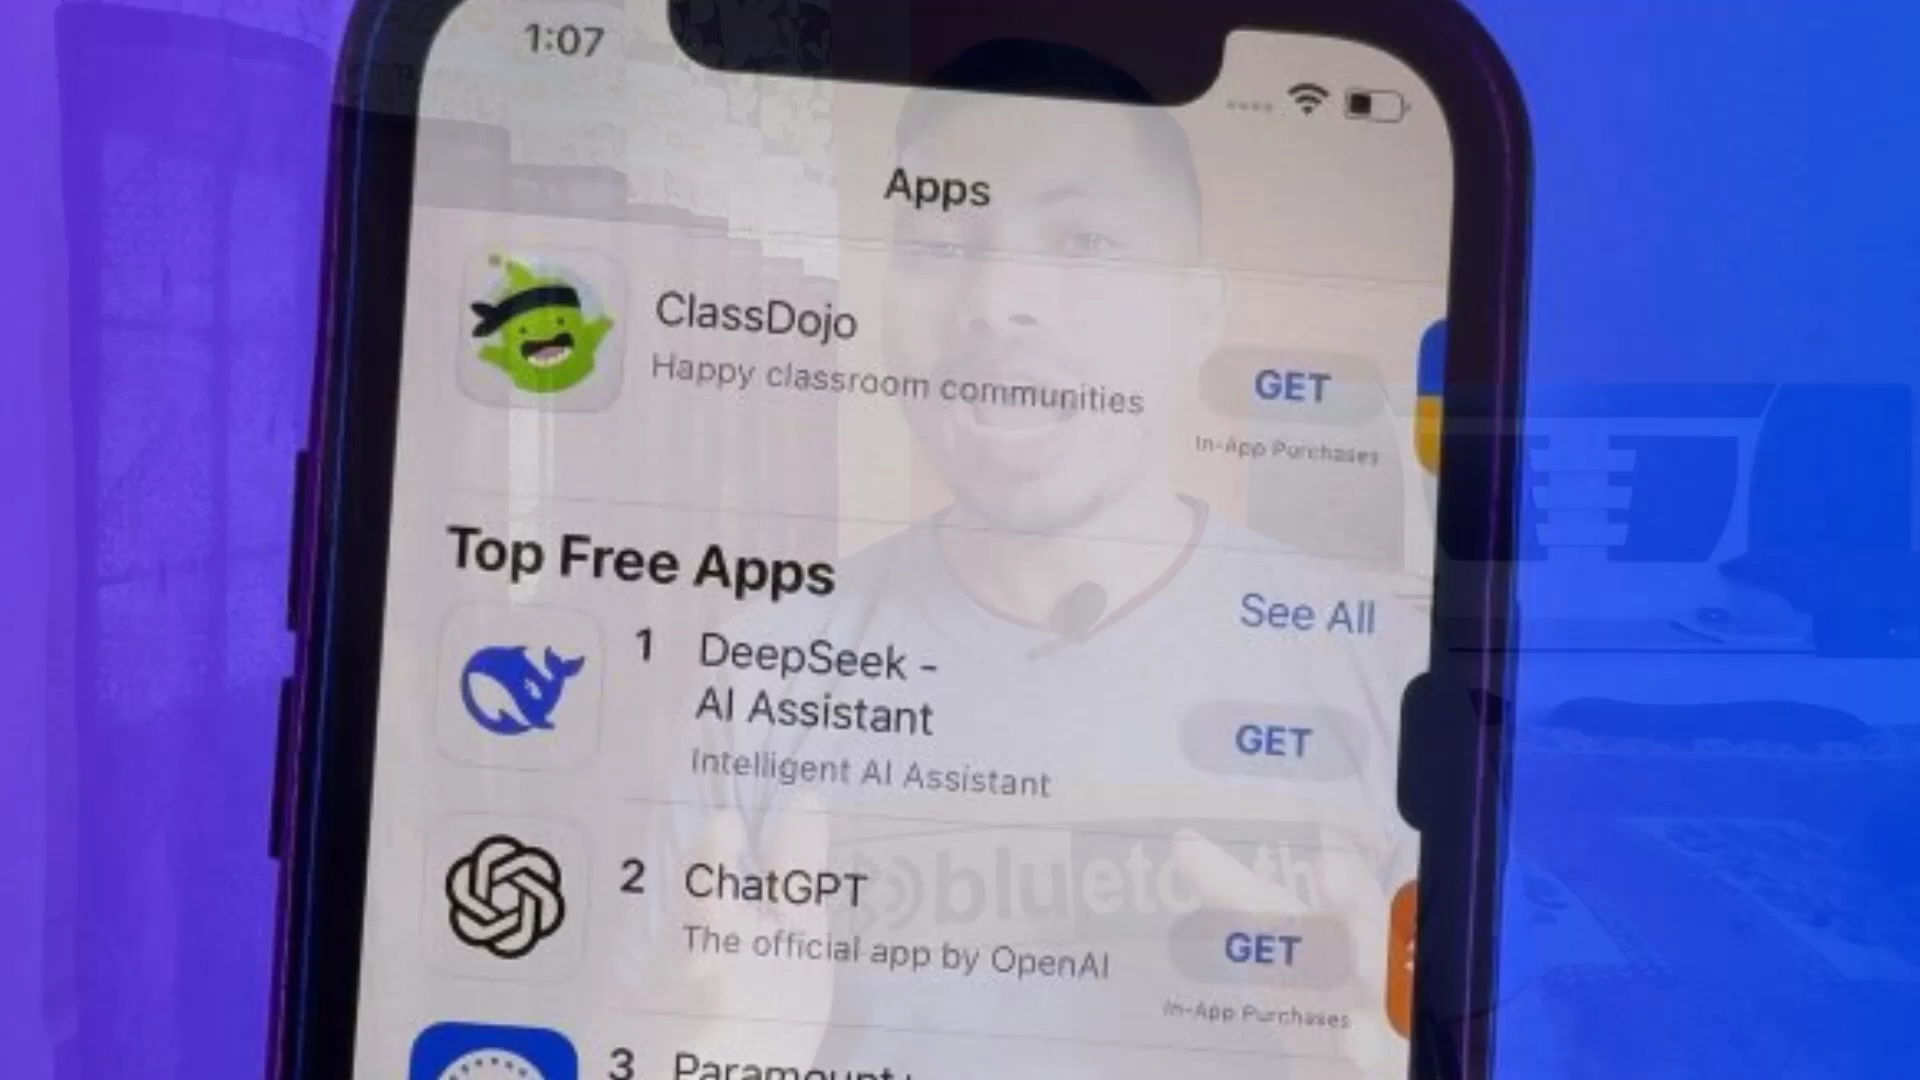 1:07
Apps
ClassDojo
Happy classroom communities
GET
In-App Purchases
Top Free Apps
See All
1 DeepSeek -
AI Assistant
Intelligent AI Assistant
GET
bluetooth
2 ChatGPT
The official app by OpenAI
GET
In-App Purchases
3 Paramount+